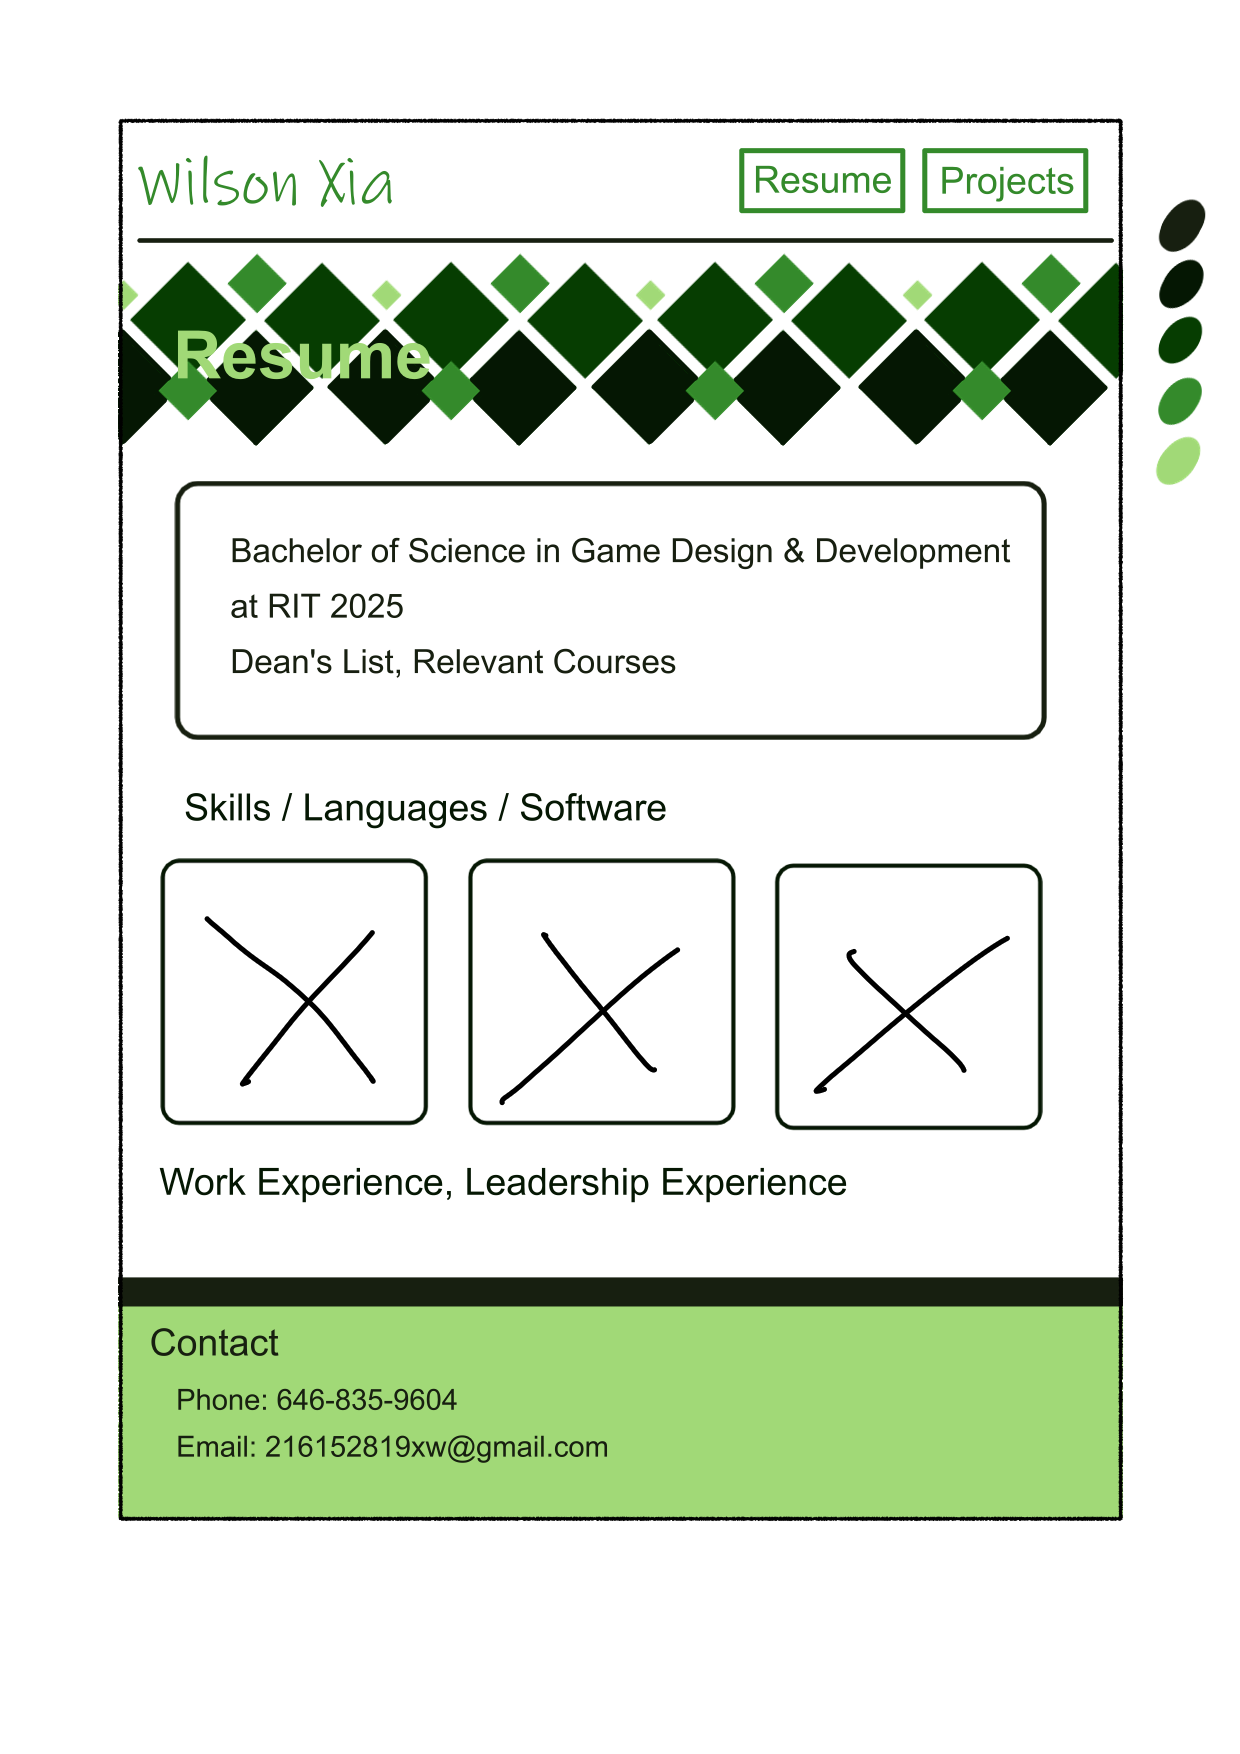 Wilson Xia
Resume
Projects
Resume
Bachelor of Science in Game Design & Development
at RIT 2025
Dean's List, Relevant Courses
Skills / Languages / Software
Work Experience, Leadership Experience
Contact
Phone: 646-835-9604
Email: 216152819xw@gmail.com